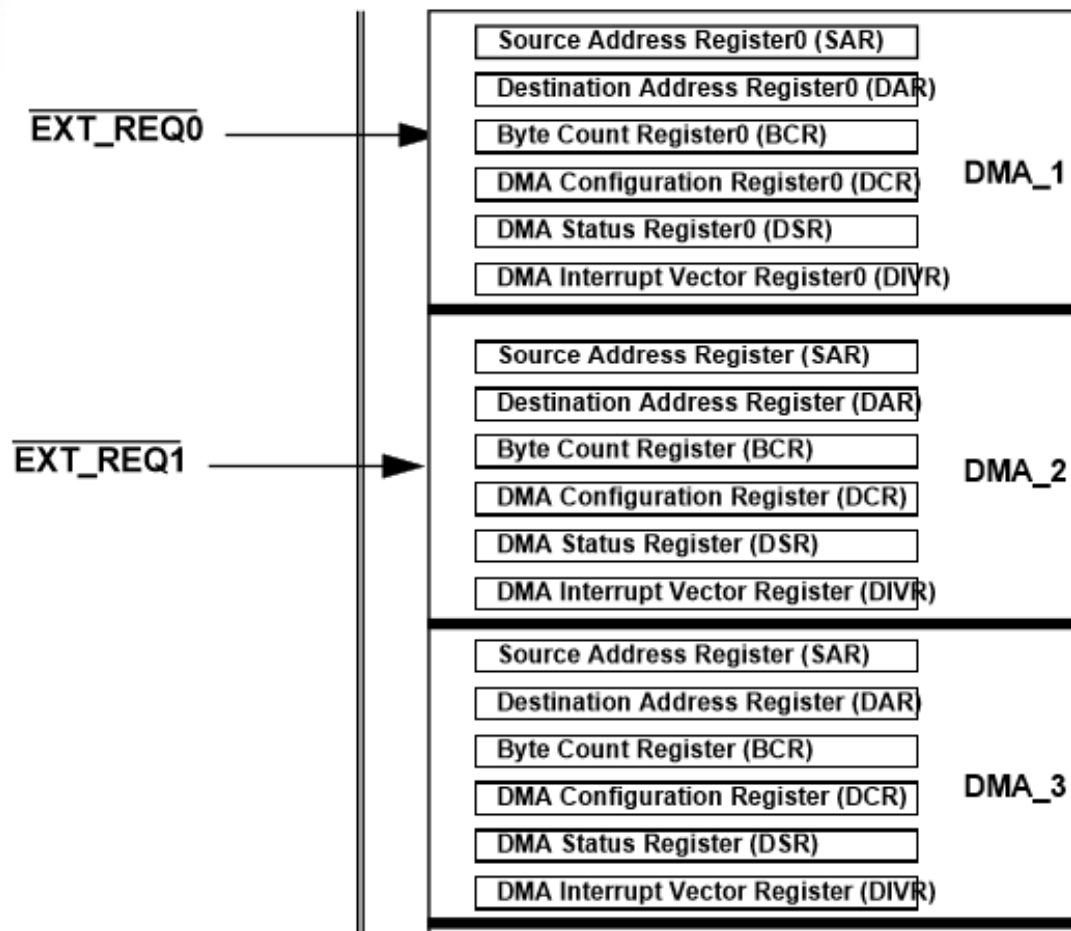 Source Address Register0 (SAR)
Destination Address Register0 (DAR)
EXT_REQ0
Byte Count Register0 (BCR)
DMA_1
DMA Configuration Register0 (DCR)
DMA Status Register0 (DSR)
DMA Interrupt Vector Register0 (DIVR)
Source Address Register (SAR)
Destination Address Register (DAR)
EXT_REQ1
Byte Count Register (BCR)
DMA_2
DMA Configuration Register (DCR)
DMA Status Register (DSR)
DMA Interrupt Vector Register (DIVR)
Source Address Register (SAR)
Destination Address Register (DAR)
Byte Count Register (BCR)
DMA_3
DMA Configuration Register (DCR)
DMA Status Register (DSR)
DMA Interrupt Vector Register (DIVR)